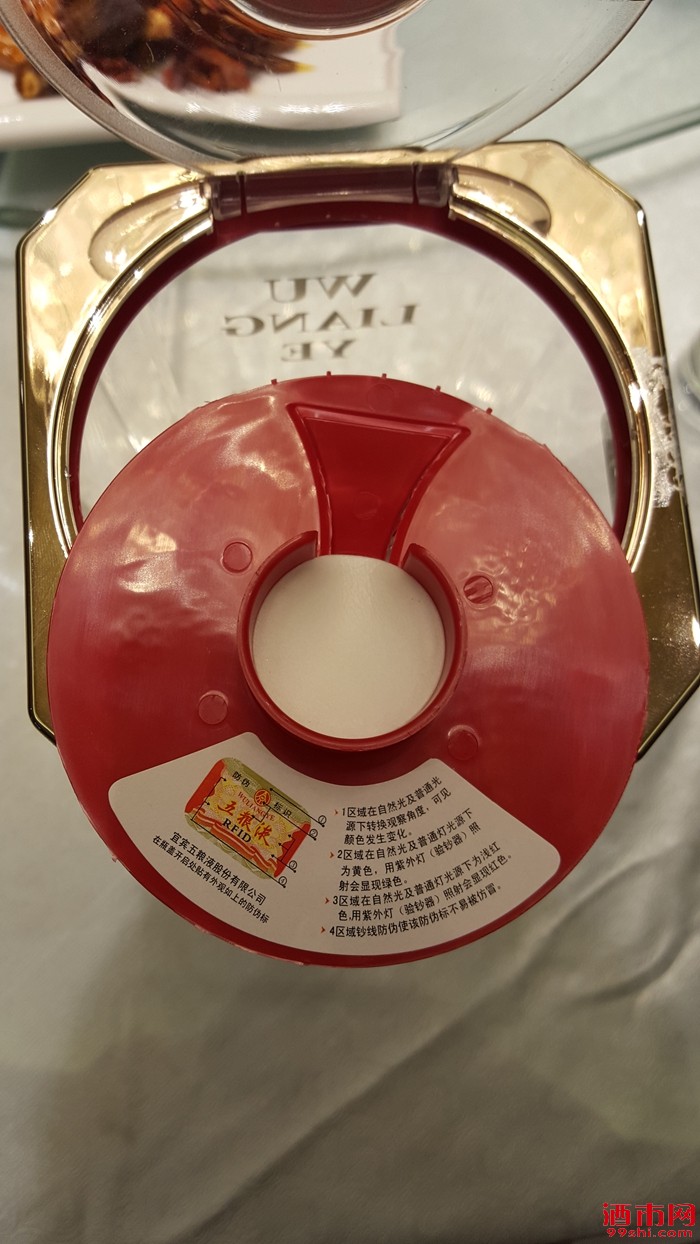 WU
LIANG
YE
防伪 标识
WULIANGYE
五粮液
RFID
①
②
③
④
宜宾五粮液股份有限公司
在瓶盖开启处贴有外观如上的防伪标
1区域在自然光及普通光
源下转换观察角度，可见
颜色发生变化。
2区域在自然光及普通灯光源下
为黄色，用紫外灯（验钞器）照
射会显现绿色。
3区域在自然光及普通灯光源下为浅红
色,用紫外灯（验钞器）照射会显现红色。
4区域钞线防伪使该防伪标不易被仿冒。
酒市网
99shi.com